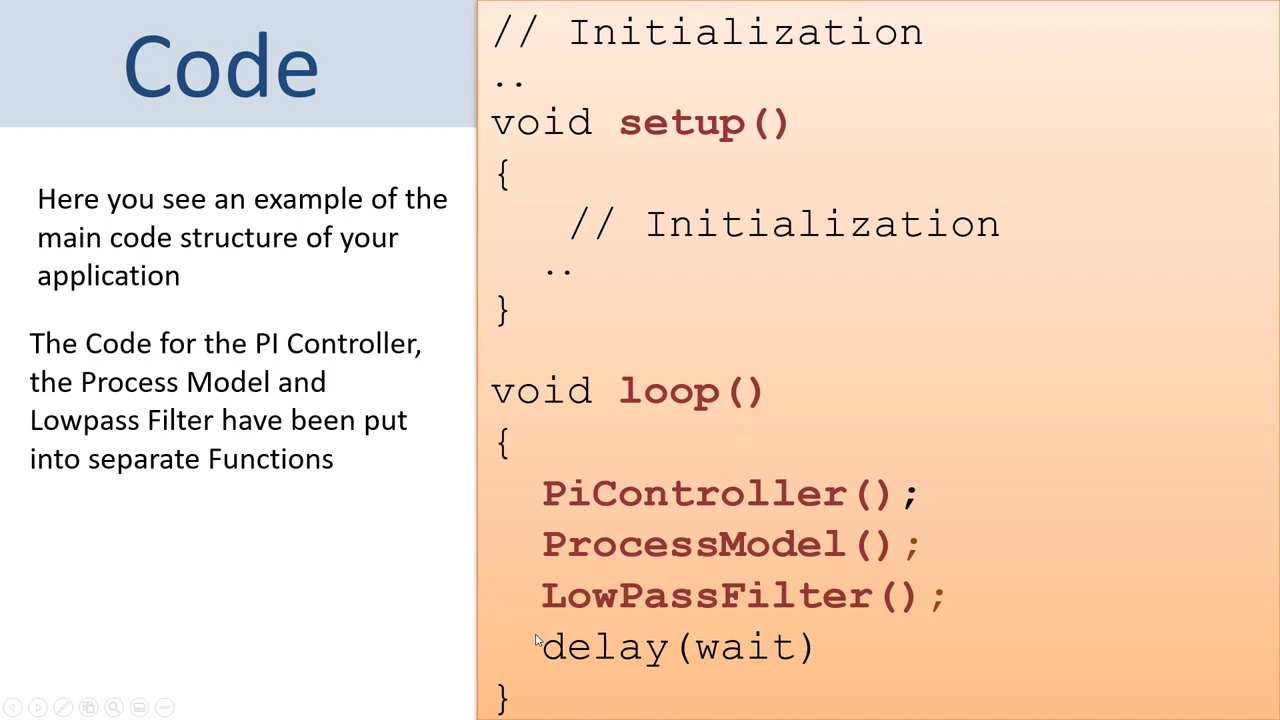 Code
Here you see an example of the
main code structure of your
application
The Code for the PI Controller,
the Process Model and
Lowpass Filter have been put
into separate Functions
// Initialization
..
void setup()
{
// Initialization
..
}
void loop()
{
PiController();
ProcessModel();
LowPassFilter();
delay(wait)
}